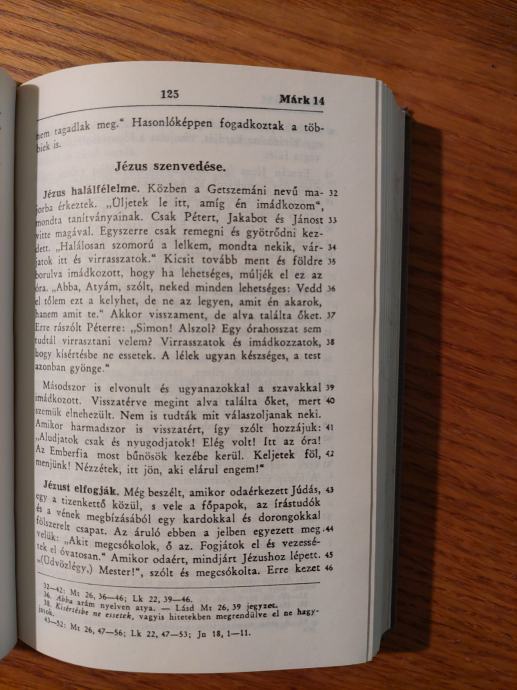 125 Márk 14
nem tagadlak meg.“ Hasonlóképpen fogadkoztak a töb-
biek is.
Jézus szenvedése.
Jézus halálfélelme. Közben a Getszemáni nevű ma- 32
jorba érkeztek. „Üljetek le itt, amíg én imádkozom“,
mondta tanítványainak. Csak Pétert, Jakabot és Jánost 33
vitte magával. Egyszerre csak remegni és gyötrődni kez-
dett. „Halálosan szomorú a lelkem, mondta nekik, vár- 34
jatok itt és virrasszatok.“ Kicsit tovább ment és földre 35
borulva imádkozott, hogy ha lehetséges, múljék el ez az
óra. „Abba, Atyám, szólt, neked minden lehetséges: Vedd 36
el tőlem ezt a kelyhet, de ne az legyen, amit én akarok,
hanem amit te.“ Akkor visszament, de alva találta őket. 37
Erre rászólt Péterre: „Simon! Alszol? Egy órahosszat sem
tudtál virrasztani velem? Virrasszatok és imádkozzatok, 38
hogy kísértésbe ne essetek. A lélek ugyan készséges, a test
azonban gyönge.“
Másodszor is elvonult és ugyanazokkal a szavakkal 39
imádkozott. Visszatérve megint alva találta őket, mert 40
szemük elnehezült. Nem is tudták mit válaszoljanak neki.
Amikor harmadszor is visszatért, így szólt hozzájuk: 41
„Aludjatok csak és nyugodjatok! Elég volt! Itt az óra!
Az Emberfia most bűnösök kezébe kerül. Keljetek föl, 42
menjünk! Nézzétek, itt jön, aki elárul engem!“
Jézust elfogják. Még beszélt, amikor odaérkezett Júdás, 43
egy a tizenkettő közül, s vele a főpapok, az írástudók
és a vének megbízásából egy kardokkal és dorongokkal
fölszerelt csapat. Az áruló ebben a jelben egyezett meg 44
velük: „Akit megcsókolok, ő az. Fogjátok el és vezessé-
tek el óvatosan.“ Amikor odaért, mindjárt Jézushoz lépett. 45
„(Üdvözlégy,) Mester!“, szólt és megcsókolta. Erre kezet 46
32—42: Mt 26, 36—46; Lk 22, 39—46.
36. Abba arám nyelven atya. — Lásd Mt 26, 39 jegyzet.
38. Kísértésbe ne essetek, vagyis hitetekben megrendülve el ne hagy-
jatok.
43—52: Mt 26, 47—56; Lk 22, 47—53; Jn 18, 1—11.